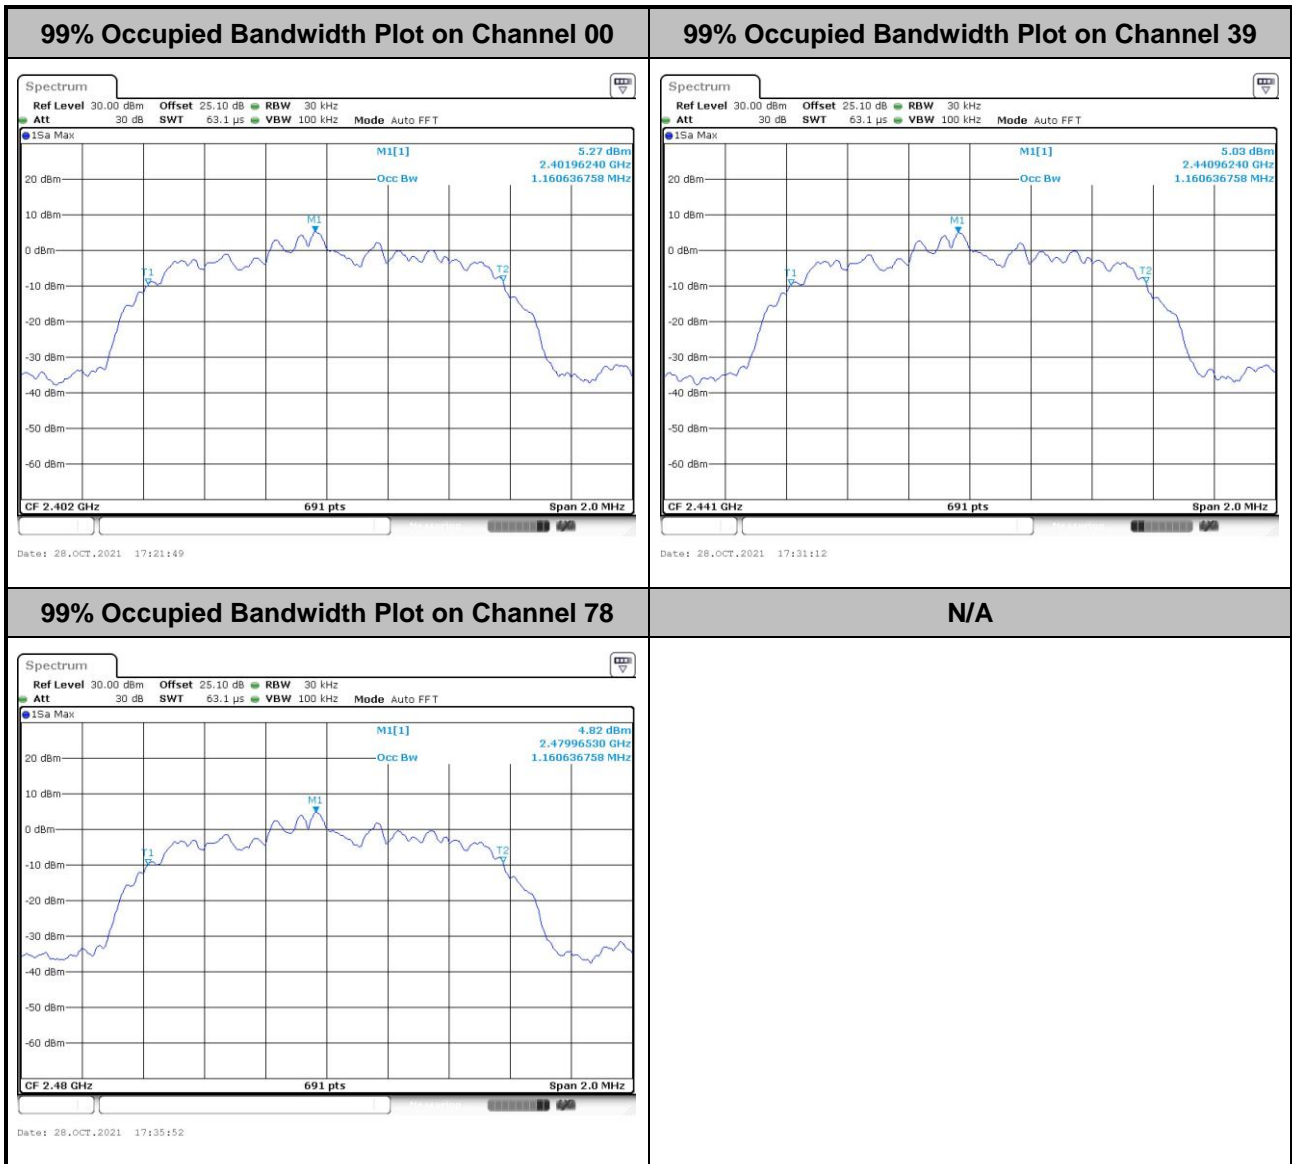 99% Occupied Bandwidth Plot on Channel 00
99% Occupied Bandwidth Plot on Channel 39
Spectrum
Ref Level 30.00 dBm Offset 25.10 dB RBW 30 kHz
Att 30 dB SWT 63.1 µs VBW 100 kHz Mode Auto FFT
1Sa Max
M1[1] 5.27 dBm
2.40196240 GHz
Occ Bw 1.160636758 MHz
20 dBm
10 dBm
M1
0 dBm
T1
T2
-10 dBm
-20 dBm
-30 dBm
-40 dBm
-50 dBm
-60 dBm
CF 2.402 GHz 691 pts Span 2.0 MHz
Date: 28.OCT.2021 17:21:49
Spectrum
Ref Level 30.00 dBm Offset 25.10 dB RBW 30 kHz
Att 30 dB SWT 63.1 µs VBW 100 kHz Mode Auto FFT
1Sa Max
M1[1] 5.03 dBm
2.44096240 GHz
Occ Bw 1.160636758 MHz
20 dBm
10 dBm
M1
0 dBm
T1
T2
-10 dBm
-20 dBm
-30 dBm
-40 dBm
-50 dBm
-60 dBm
CF 2.441 GHz 691 pts Span 2.0 MHz
Date: 28.OCT.2021 17:31:12
99% Occupied Bandwidth Plot on Channel 78
N/A
Spectrum
Ref Level 30.00 dBm Offset 25.10 dB RBW 30 kHz
Att 30 dB SWT 63.1 µs VBW 100 kHz Mode Auto FFT
1Sa Max
M1[1] 4.82 dBm
2.47996530 GHz
Occ Bw 1.160636758 MHz
20 dBm
10 dBm
M1
0 dBm
T1
T2
-10 dBm
-20 dBm
-30 dBm
-40 dBm
-50 dBm
-60 dBm
CF 2.48 GHz 691 pts Span 2.0 MHz
Date: 28.OCT.2021 17:35:52